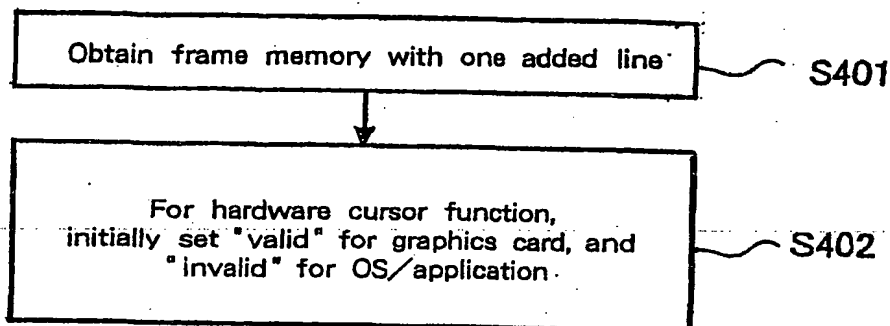 Obtain frame memory with one added line
S401
For hardware cursor function,
initially set "valid" for graphics card, and
"invalid" for OS/application.
S402